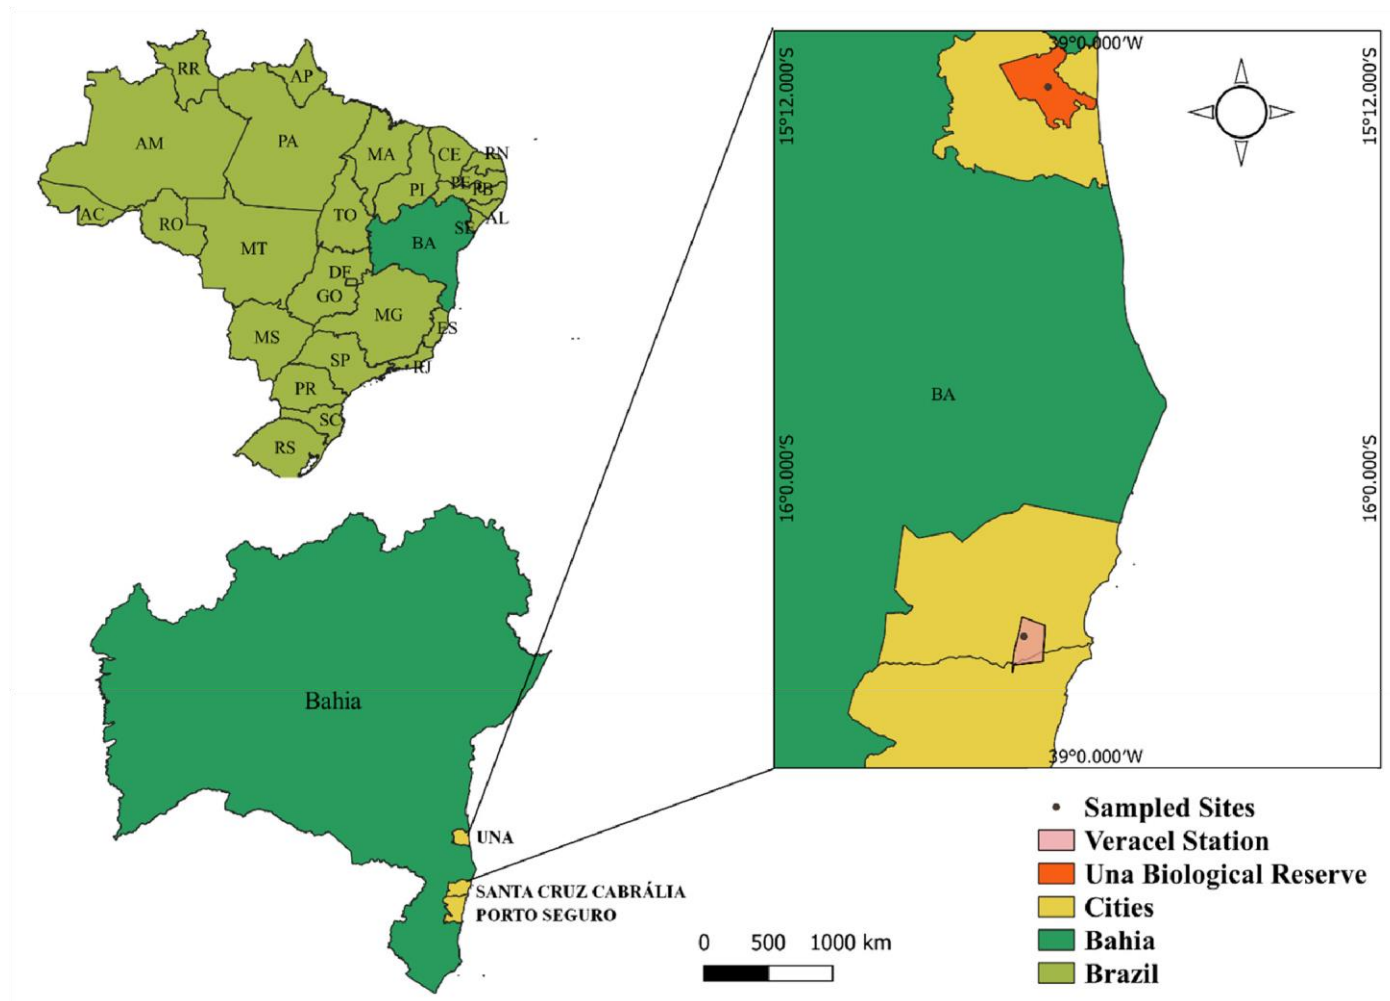 RR
AP
AM
PA
MA
CE
RN
PI
PE
PB
AC
RO
TO
AL
SE
BA
MT
DF
GO
MG
MS
ES
SP
RJ
PR
SC
RS
39°0.000'W
15°12.000'S
15°12.000'S
BA
16°0.000'S
16°0.000'S
39°0.000'W
Bahia
UNA
SANTA CRUZ CABRÁLIA
PORTO SEGURO
0 500 1000 km
Sampled Sites
Veracel Station
Una Biological Reserve
Cities
Bahia
Brazil